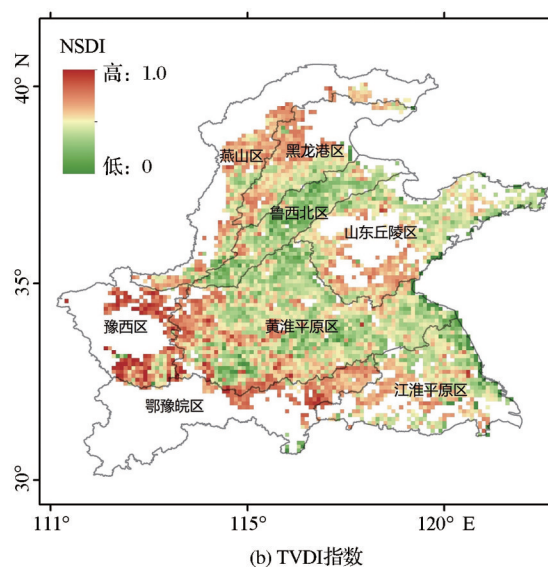 NSDI
高：1.0
低：0
40° N
35°
30°
燕山区
黑龙港区
鲁西北区
山东丘陵区
豫西区
黄淮平原区
江淮平原区
鄂豫皖区
111°
115°
120° E
(b) TVDI指数